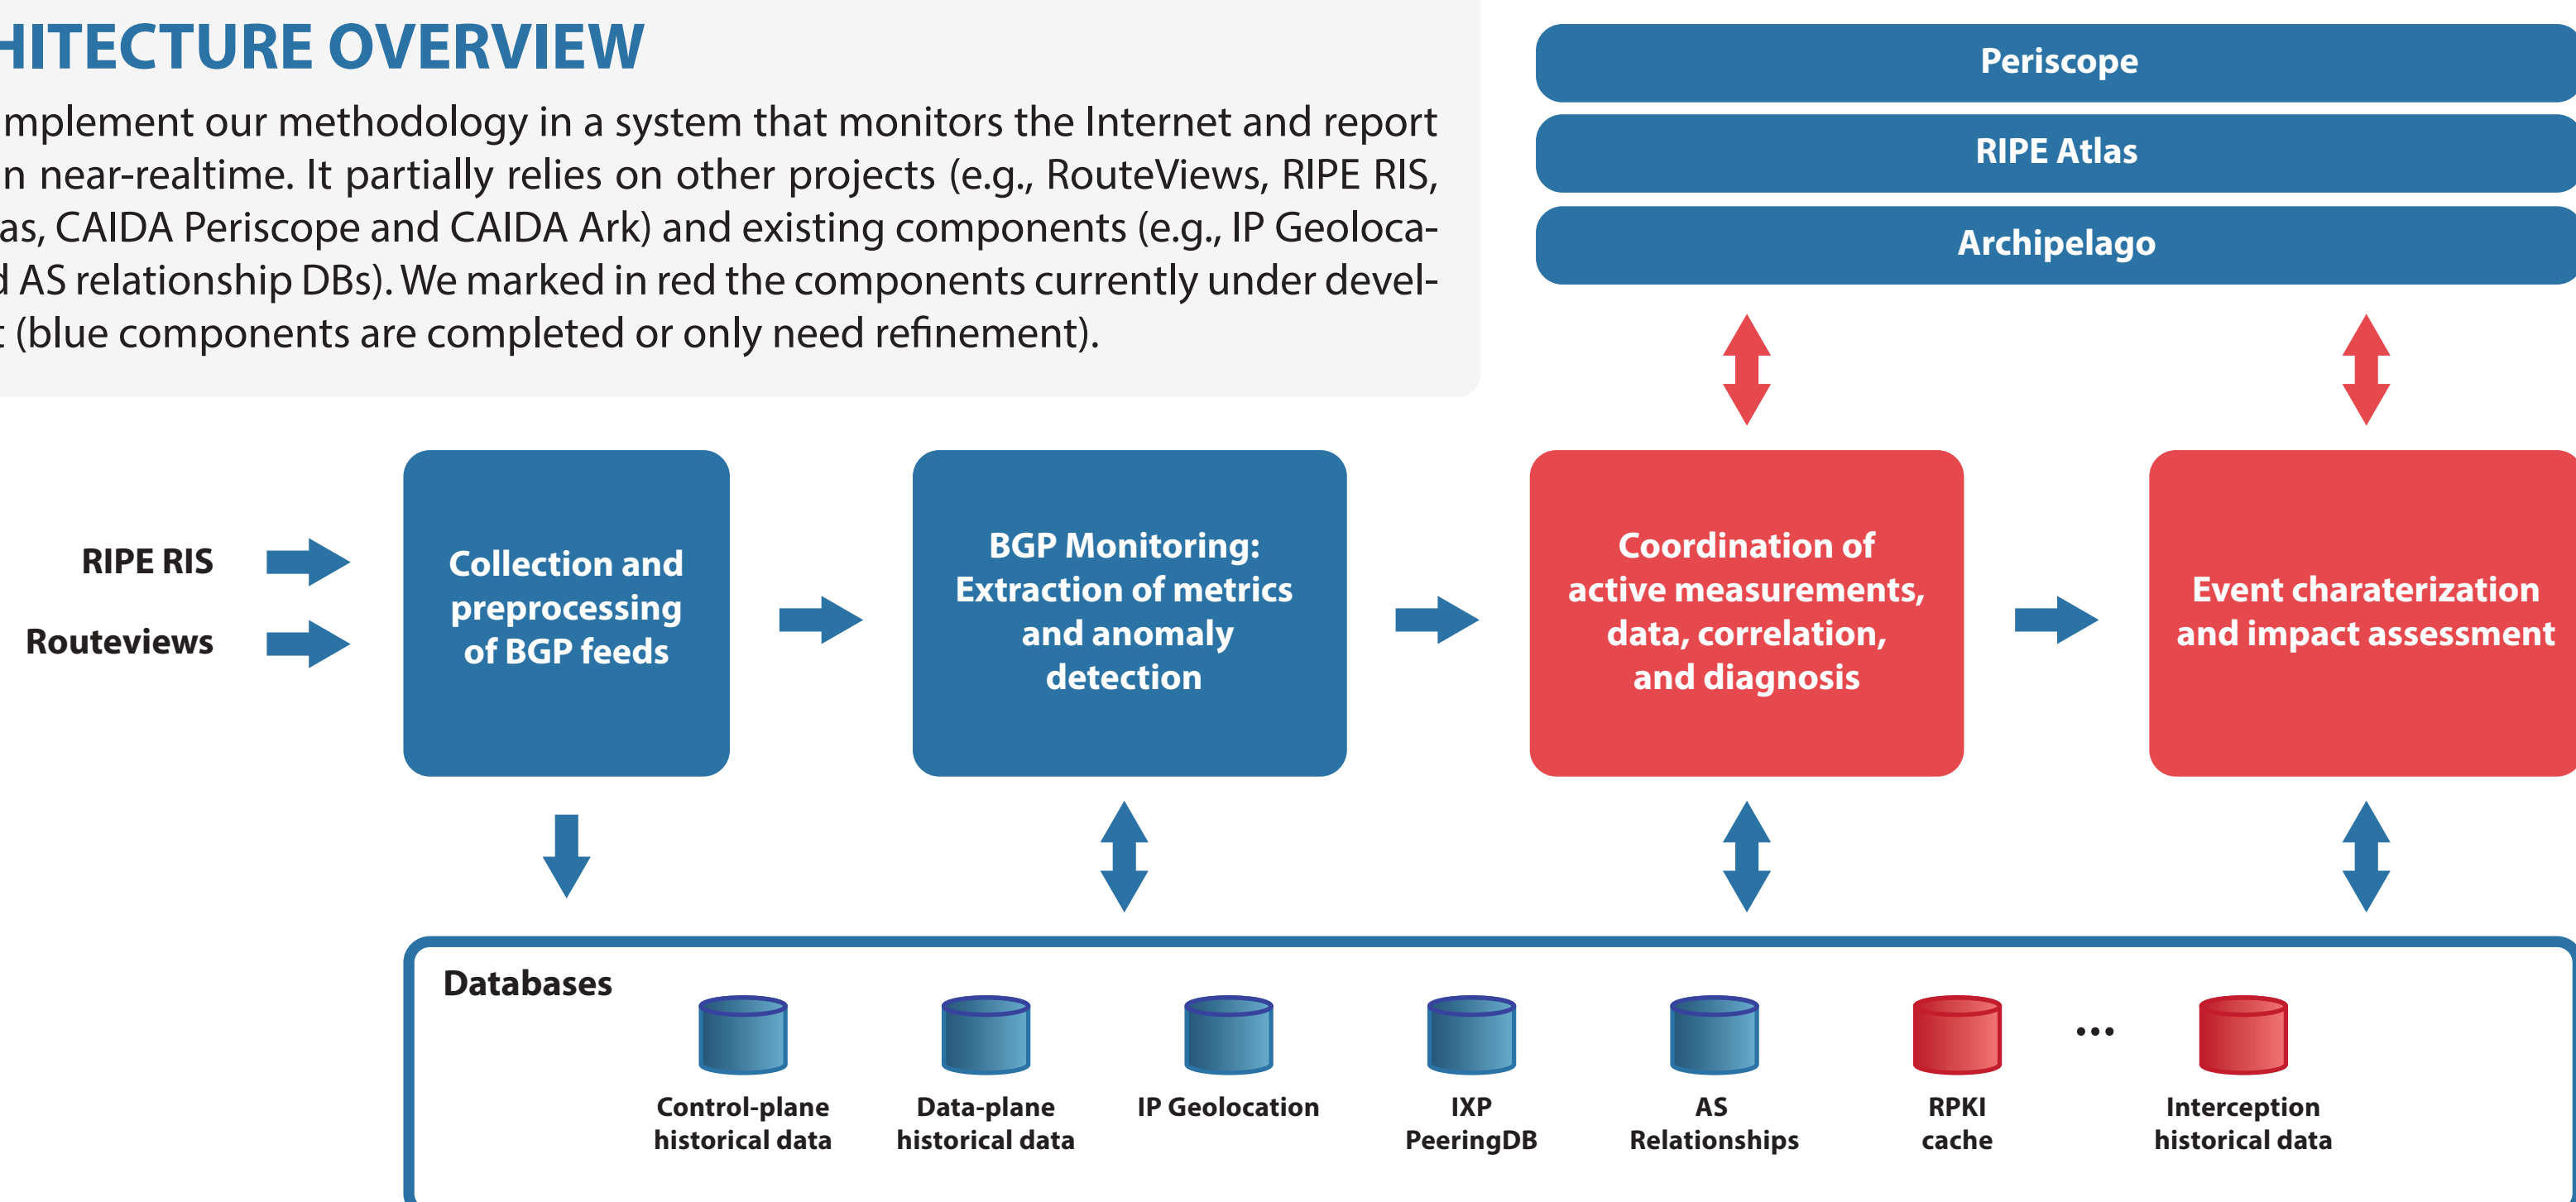 HITECTURE OVERVIEW
mplement our methodology in a system that monitors the Internet and report
n near-realtime. It partially relies on other projects (e.g., RouteViews, RIPE RIS,
as, CAIDA Periscope and CAIDA Ark) and existing components (e.g., IP Geoloca-
d AS relationship DBs). We marked in red the components currently under devel-
t (blue components are completed or only need refinement).
Periscope
RIPE Atlas
Archipelago
RIPE RIS
Routeviews
Collection and
preprocessing
of BGP feeds
BGP Monitoring:
Extraction of metrics
and anomaly
detection
Coordination of
active measurements,
data, correlation,
and diagnosis
Event charaterization
and impact assessment
Databases
Control-plane
historical data
Data-plane
historical data
IP Geolocation
IXP
PeeringDB
AS
Relationships
RPKI
cache
...
Interception
historical data